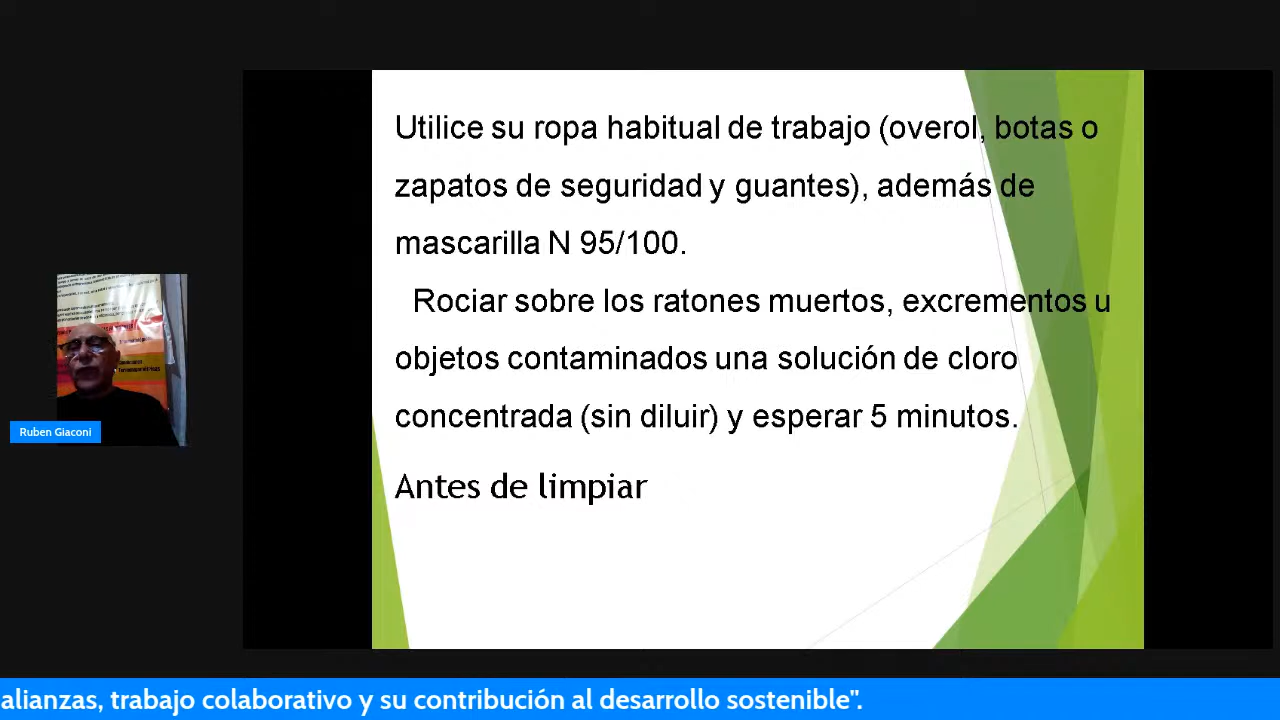 Utilice su ropa habitual de trabajo (overol, botas o
zapatos de seguridad y guantes), además de
mascarilla N 95/100.
Rociar sobre los ratones muertos, excrementos u
objetos contaminados una solución de cloro
concentrada (sin diluir) y esperar 5 minutos.
Antes de limpiar
Ruben Giaconi
alianzas, trabajo colaborativo y su contribución al desarrollo sostenible".